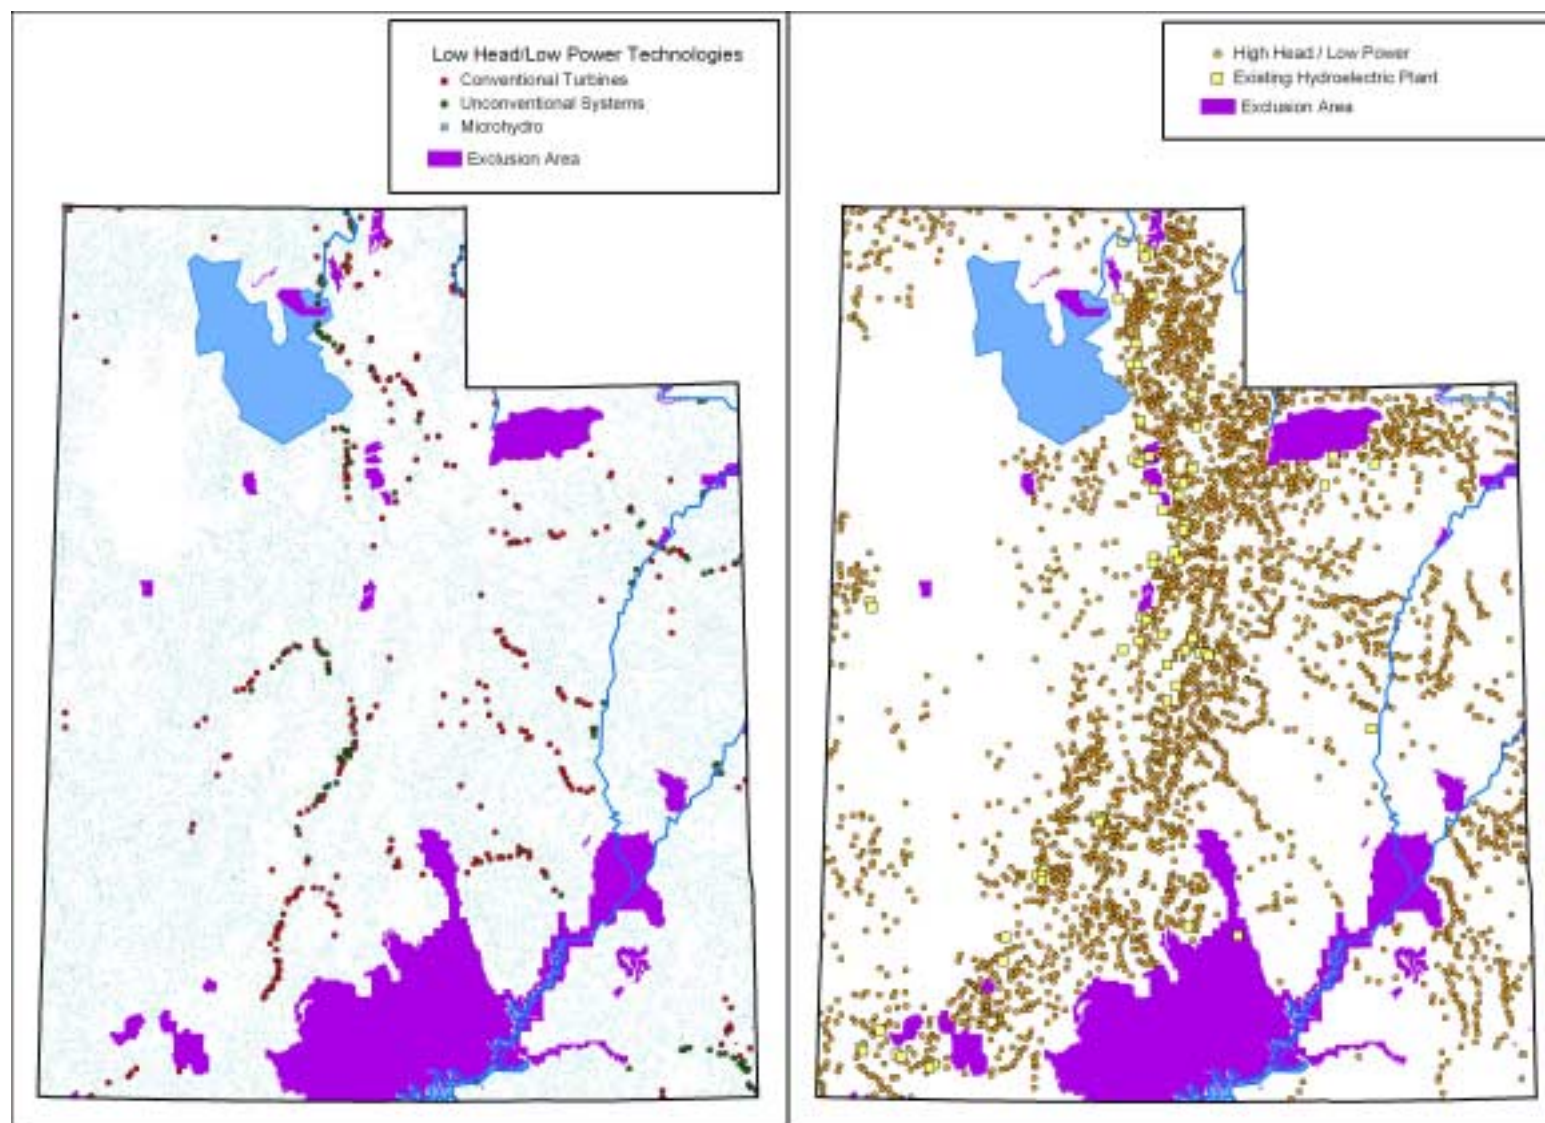 Low Head/Low Power Technologies
Conventional Turbines
Unconventional Systems
Microhydro
Exclusion Area
High Head / Low Power
Existing Hydroelectric Plant
Exclusion Area